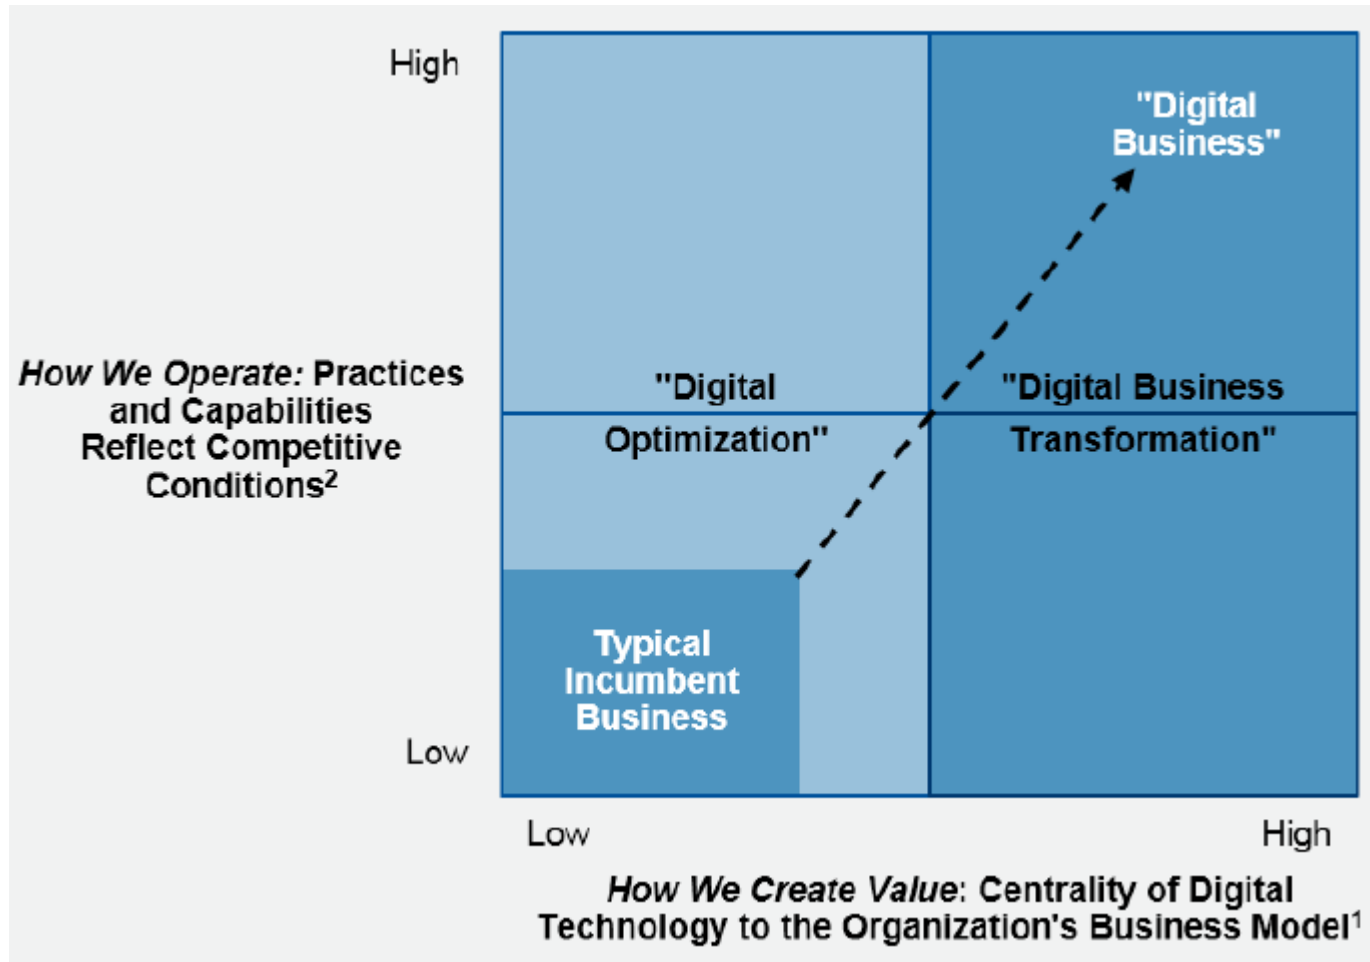 High
"Digital
Business"
How We Operate: Practices
and Capabilities
Reflect Competitive
Conditions²
"Digital
Optimization"
"Digital Business
Transformation"
Typical
Incumbent
Business
Low
Low
High
How We Create Value: Centrality of Digital
Technology to the Organization's Business Model¹